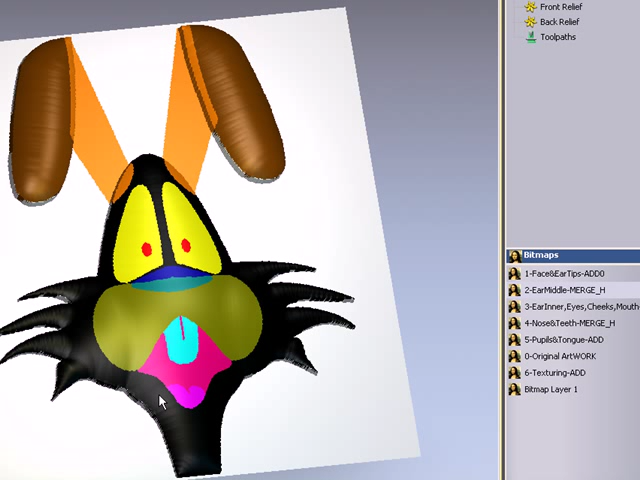 Front Relief
Back Relief
Toolpaths
Bitmaps
1-Face&EarTips-ADD0
2-EarMiddle-MERGE_H
3-EarInner,Eyes,Cheeks,Mouth
4-Nose&Teeth-MERGE_H
5-Pupils&Tongue-ADD
0-Original ArtWORK
6-Texturing-ADD
Bitmap Layer 1